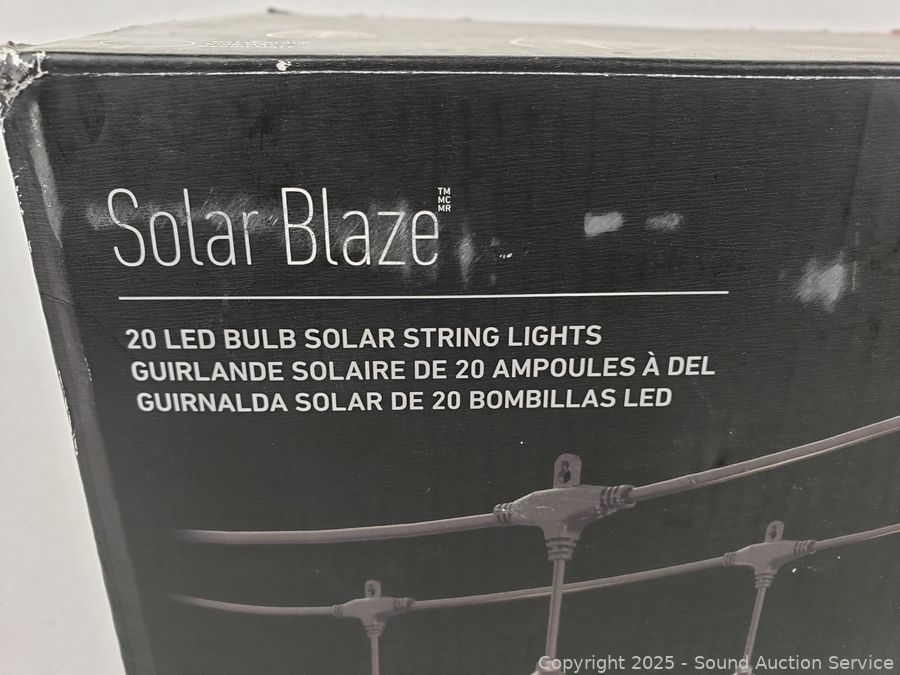 Solar Blaze
TM
MC
MR
20 LED BULB SOLAR STRING LIGHTS
GUIRLANDE SOLAIRE DE 20 AMPOULES À DEL
GUIRNALDA SOLAR DE 20 BOMBILLAS LED
Copyright 2025 - Sound Auction Service